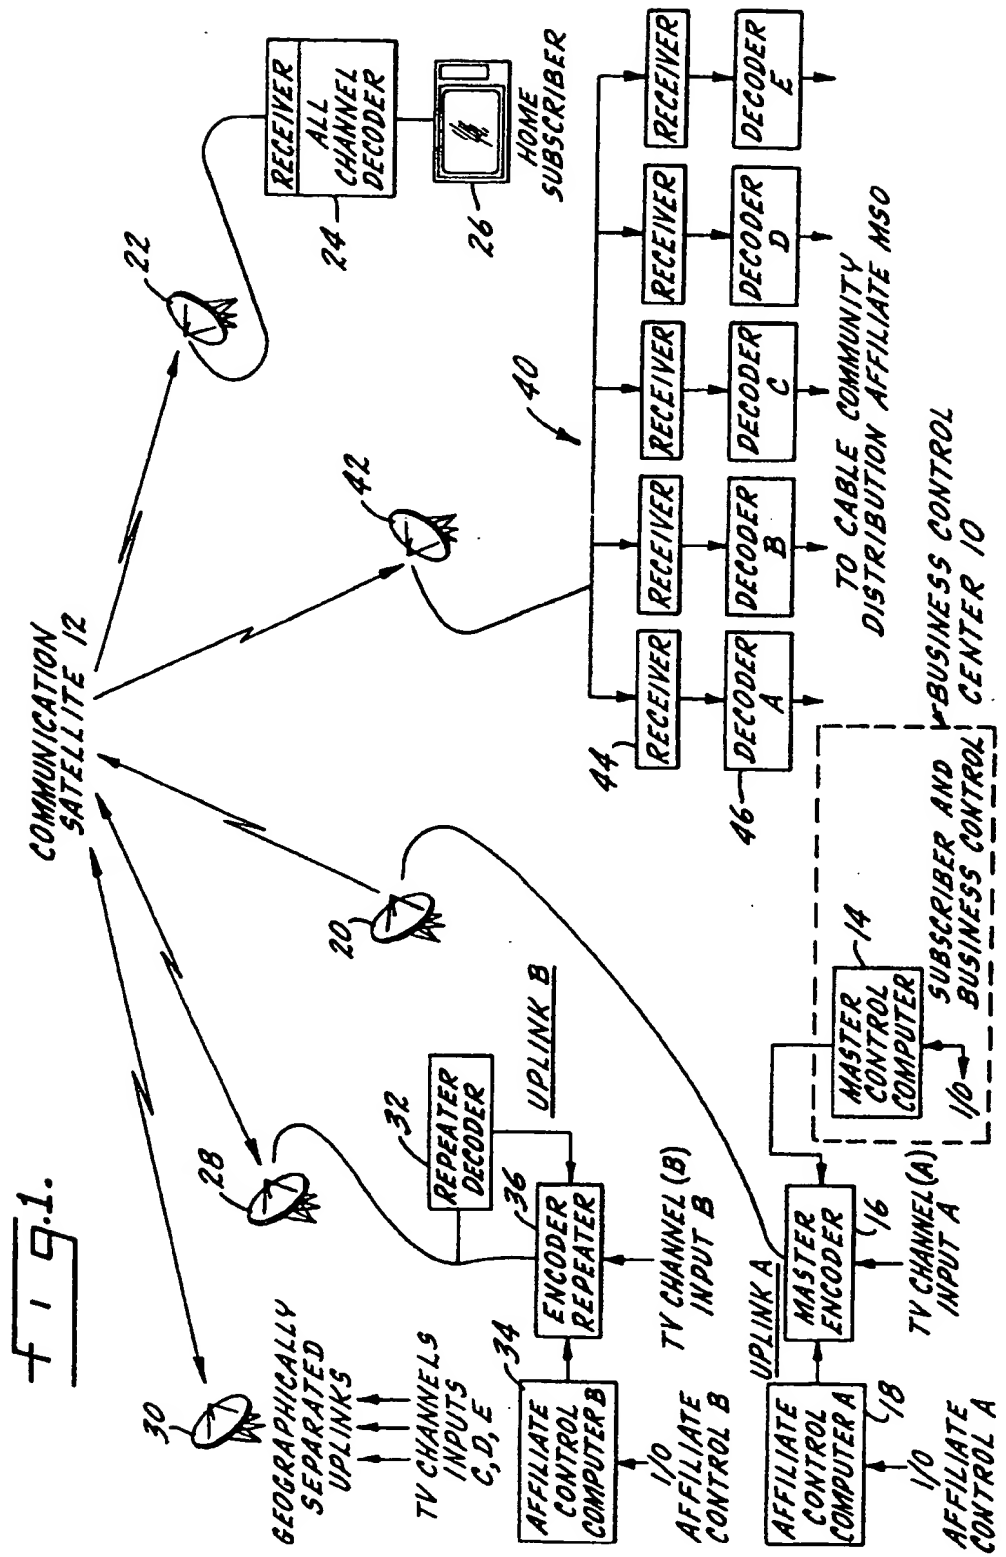 Fig.1.
COMMUNICATION
SATELLITE 12
30
28
20
42
22
GEOGRAPHICALLY
SEPARATED
UPLINKS
TV CHANNELS
INPUTS
C,D,E
RECEIVER
ALL
CHANNEL
DECODER
24
26
HOME
SUBSCRIBER
32
REPEATER
DECODER
UPLINK B
34
AFFILIATE
CONTROL
COMPUTER B
36
ENCODER
REPEATER
I/O
AFFILIATE
CONTROL B
TV CHANNEL (B)
INPUT B
40
44
RECEIVER
RECEIVER
RECEIVER
RECEIVER
RECEIVER
46
DECODER
A
DECODER
B
DECODER
C
DECODER
D
DECODER
E
TO CABLE COMMUNITY
DISTRIBUTION AFFILIATE MSO
UPLINK A
AFFILIATE
CONTROL
COMPUTER A
18
I/O
AFFILIATE
CONTROL A
MASTER
ENCODER
16
TV CHANNEL (A)
INPUT A
14
MASTER
CONTROL
COMPUTER
I/O
SUBSCRIBER AND
BUSINESS CONTROL
BUSINESS CONTROL
CENTER 10